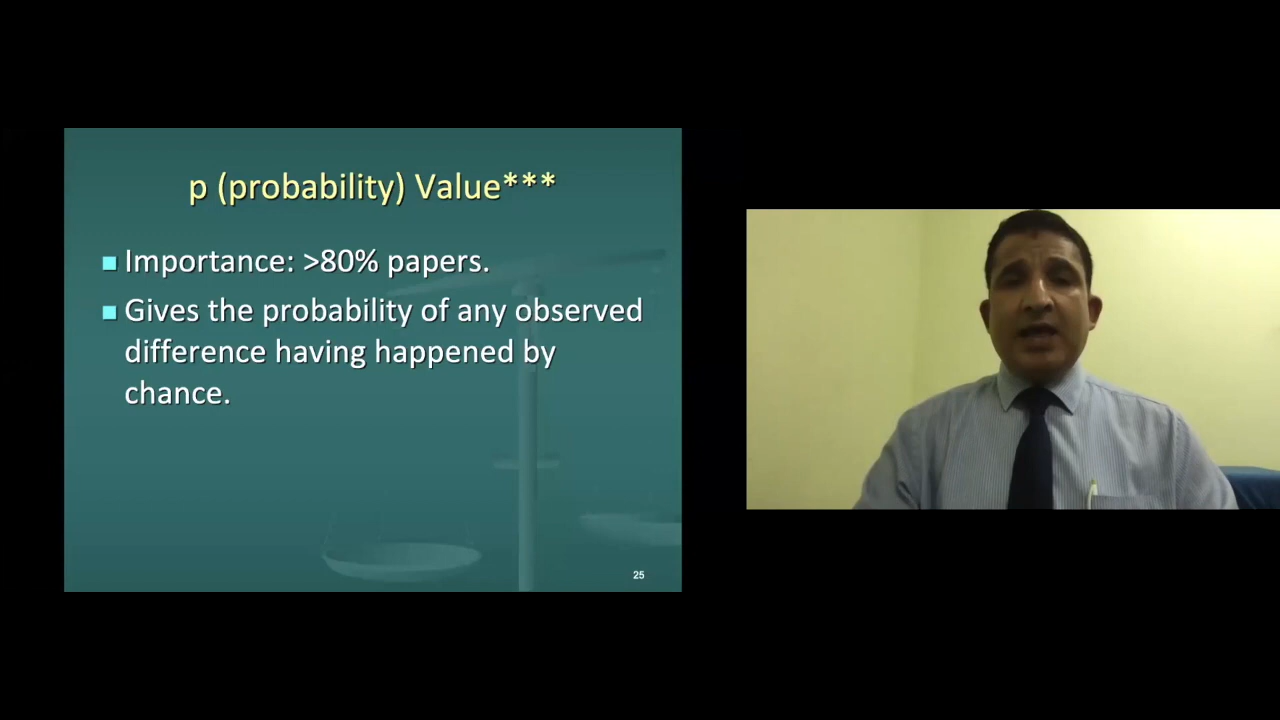 p (probability) Value***
Importance: >80% papers.
Gives the probability of any observed
difference having happened by
chance.
25